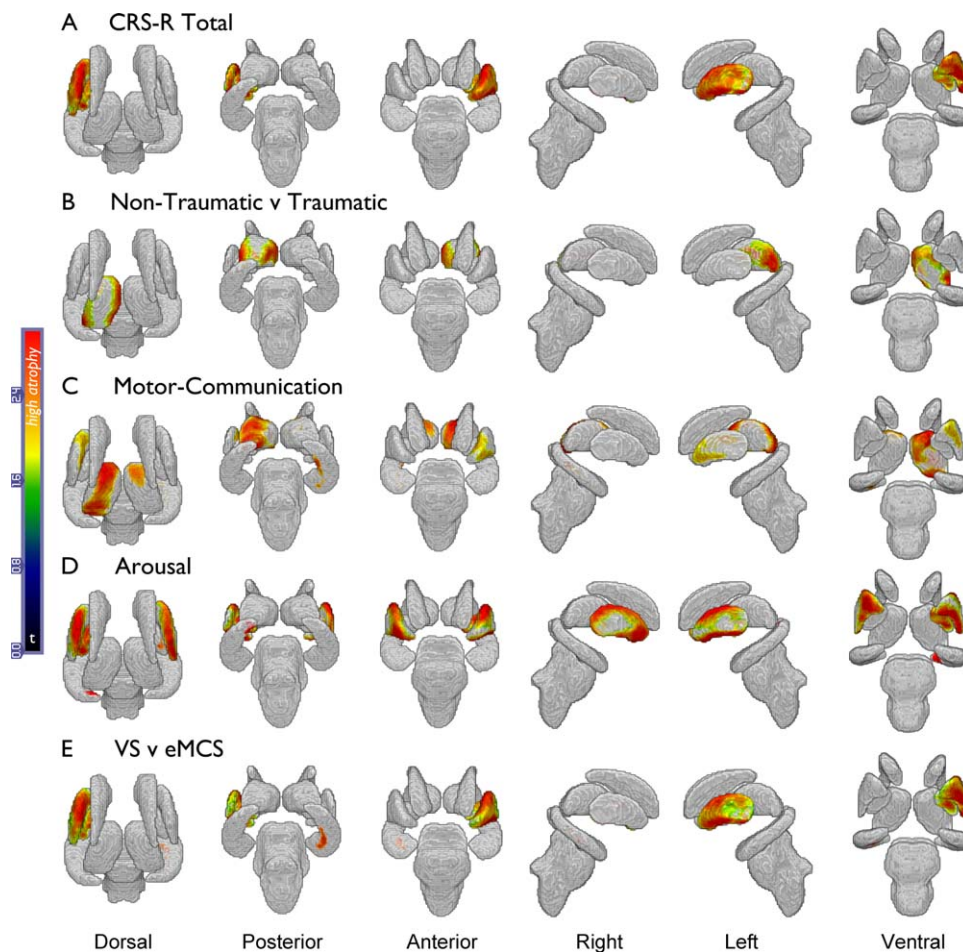 A CRS-R Total
B Non-Traumatic v Traumatic
C Motor-Communication
D Arousal
E VS v eMCS
high atrophy
2.4
1.6
0.8
0.0
t
Dorsal Posterior Anterior Right Left Ventral